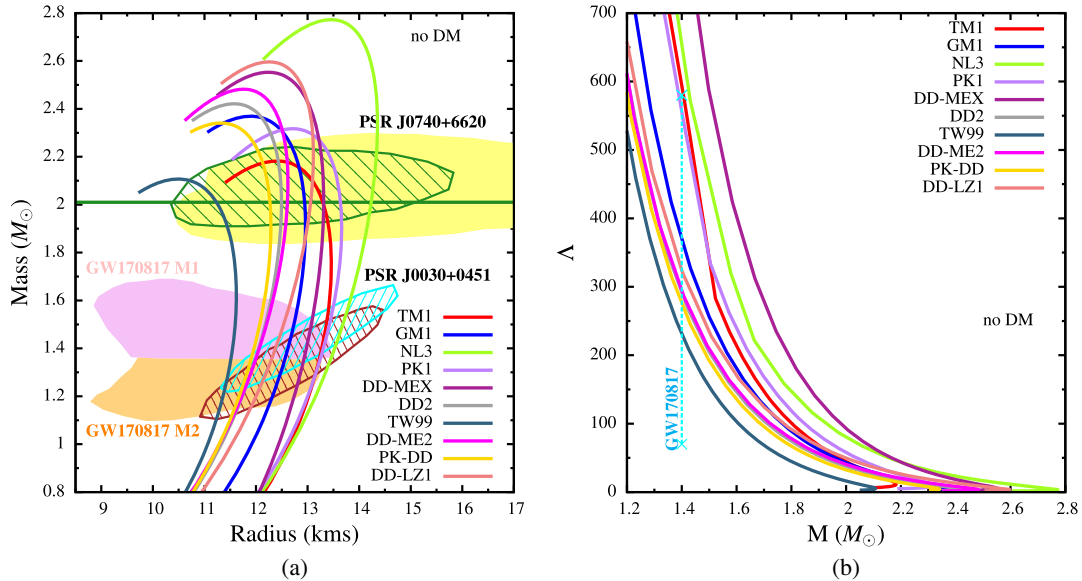 no DM
PSR J0740+6620
GW170817 M1
PSR J0030+0451
GW170817 M2
TM1
GM1
NL3
PK1
DD-MEX
DD2
TW99
DD-ME2
PK-DD
DD-LZ1
Mass (M⊙)
2.8
2.6
2.4
2.2
2
1.8
1.6
1.4
1.2
1
0.8
9 10 11 12 13 14 15 16 17
Radius (kms)
(a)
TM1
GM1
NL3
PK1
DD-MEX
DD2
TW99
DD-ME2
PK-DD
DD-LZ1
no DM
GW170817
Λ
700
600
500
400
300
200
100
0
1.2 1.4 1.6 1.8 2 2.2 2.4 2.6 2.8
M (M⊙)
(b)